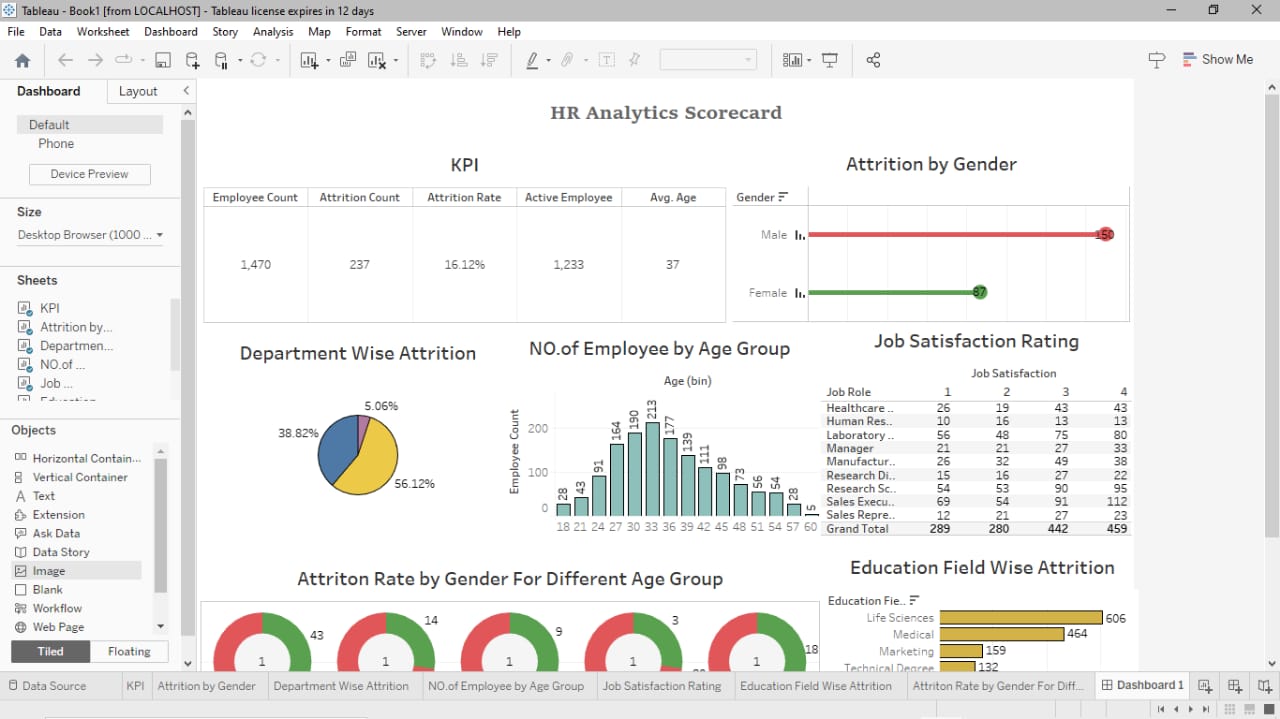 Tableau - Book1 [from LOCALHOST] - Tableau license expires in 12 days
File Data Worksheet Dashboard Story Analysis Map Format Server Window Help
Show Me
Dashboard Layout
Default
Phone
Device Preview
Size
Desktop Browser (1000 ...
Sheets
KPI
Attrition by...
Departmen...
NO.of ...
Job ...
Objects
Horizontal Contain...
Vertical Container
Text
Extension
Ask Data
Data Story
Image
Blank
Workflow
Web Page
Tiled Floating
HR Analytics Scorecard
KPI
Employee Count Attrition Count Attrition Rate Active Employee Avg. Age
1,470 237 16.12% 1,233 37
Attrition by Gender
Gender
Male 150
Female 87
Department Wise Attrition
5.06%
38.82%
56.12%
NO.of Employee by Age Group
Age (bin)
Employee Count
200
100
0
28 43 91 164 190 213 177 139 111 98 73 56 54 28 5
18 21 24 27 30 33 36 39 42 45 48 51 54 57 60
Job Satisfaction Rating
Job Satisfaction
Job Role 1 2 3 4
Healthcare .. 26 19 43 43
Human Res.. 10 16 13 13
Laboratory .. 56 48 75 80
Manager 21 21 27 33
Manufactur.. 26 32 49 38
Research Di.. 15 16 27 22
Research Sc.. 54 53 90 95
Sales Execu.. 69 54 91 112
Sales Repre.. 12 21 27 23
Grand Total 289 280 442 459
Attriton Rate by Gender For Different Age Group
43 14 9 3 18
1 1 1 1 1
Education Field Wise Attrition
Education Fie..
Life Sciences 606
Medical 464
Marketing 159
Technical Degree 132
Data Source KPI Attrition by Gender Department Wise Attrition NO.of Employee by Age Group Job Satisfaction Rating Education Field Wise Attrition Attriton Rate by Gender For Diff... Dashboard 1